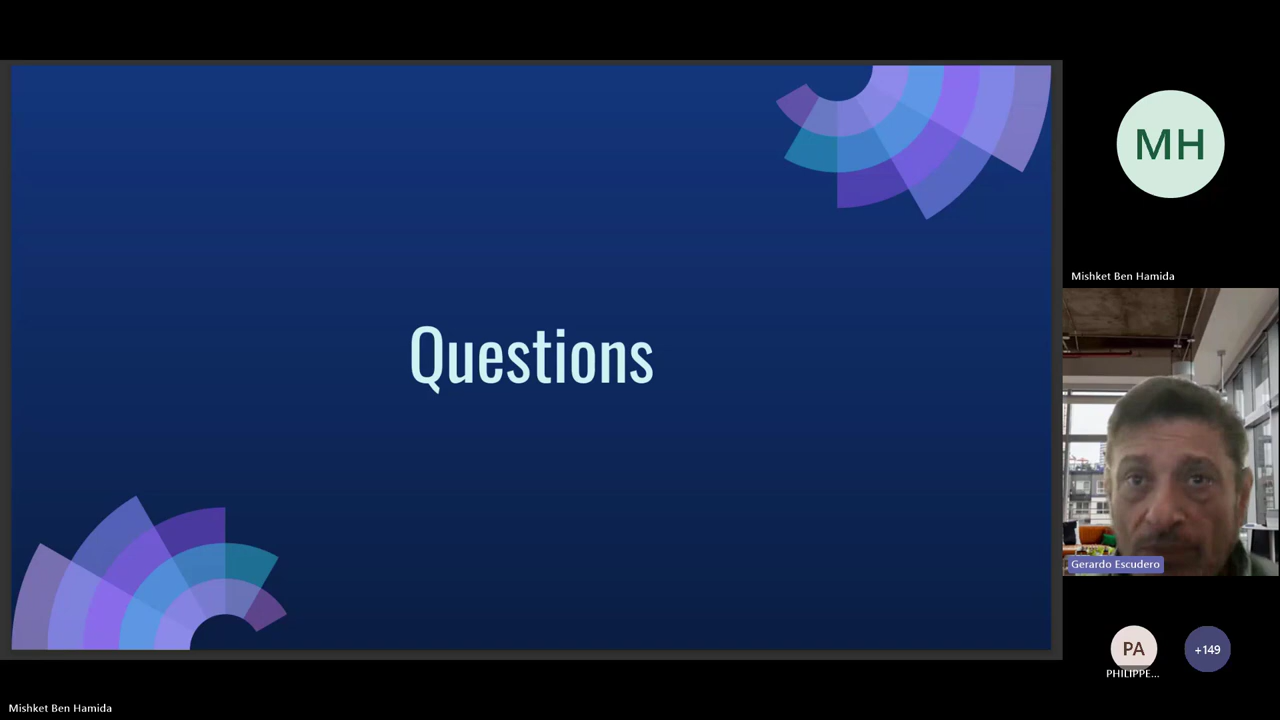 Questions
MH
Mishket Ben Hamida
Gerardo Escudero
PA
+149
PHILIPPE...
Mishket Ben Hamida